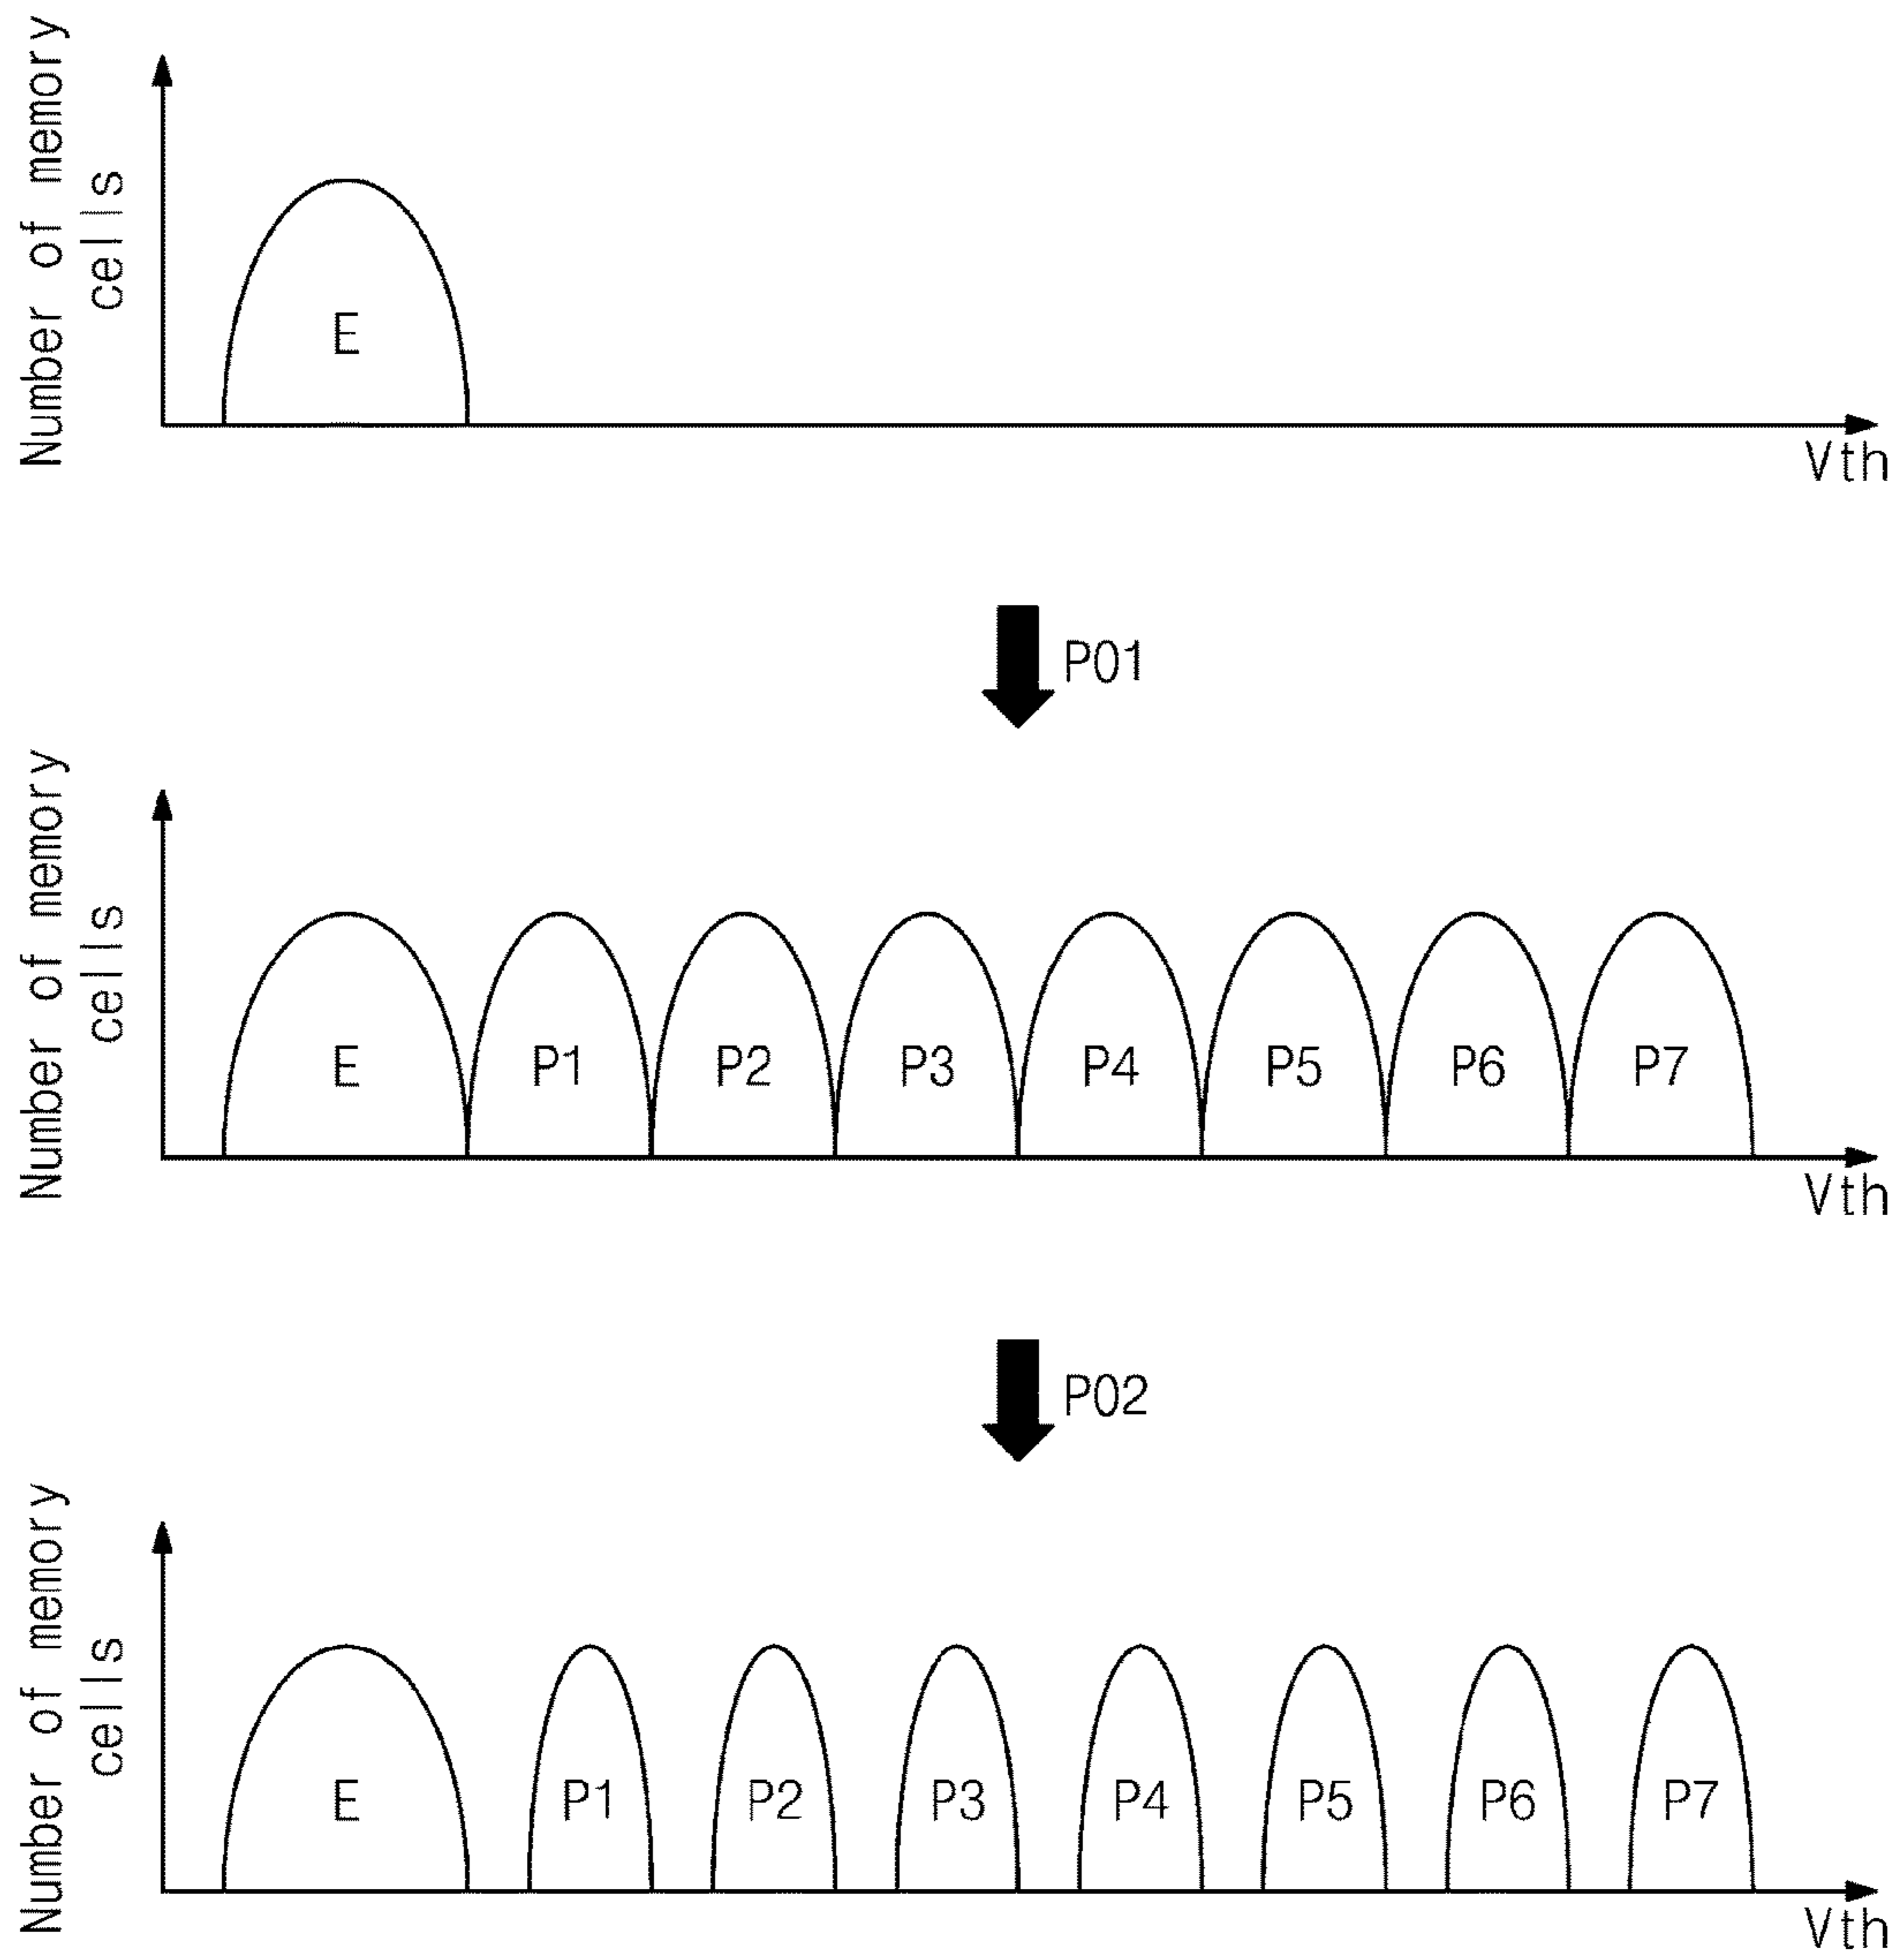 Number of memory
cells
E
Vth
P01
Number of memory
cells
E P1 P2 P3 P4 P5 P6 P7
Vth
P02
Number of memory
cells
E P1 P2 P3 P4 P5 P6 P7
Vth